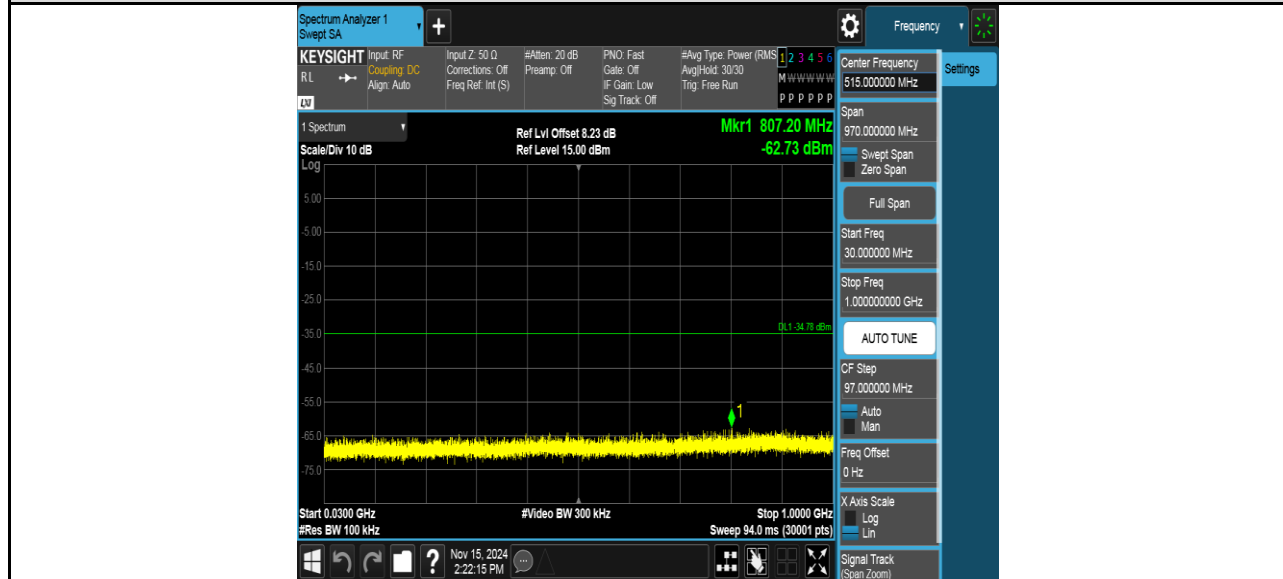 Spectrum Analyzer 1
Swept SA
+
Frequency
KEYSIGHT
RL
LXI
Input: RF
Coupling: DC
Align: Auto
Input Z: 50 Ω
Corrections: Off
Freq Ref: Int (S)
#Atten: 20 dB
Preamp: Off
PNO: Fast
Gate: Off
IF Gain: Low
Sig Track: Off
#Avg Type: Power (RMS
Avg|Hold: 30/30
Trig: Free Run
1 2 3 4 5 6
M W W W W W
P P P P P P
1 Spectrum
Scale/Div 10 dB
Ref Lvl Offset 8.23 dB
Ref Level 15.00 dBm
Mkr1 807.20 MHz
-62.73 dBm
Log
5.00
-5.00
-15.0
-25.0
-35.0
-45.0
-55.0
-65.0
-75.0
DL1 -34.78 dBm
1
Start 0.0300 GHz
#Res BW 100 kHz
#Video BW 300 kHz
Stop 1.0000 GHz
Sweep 94.0 ms (30001 pts)
?
Nov 15, 2024
2:22:15 PM
Center Frequency
515.000000 MHz
Span
970.000000 MHz
Swept Span
Zero Span
Full Span
Start Freq
30.000000 MHz
Stop Freq
1.000000000 GHz
AUTO TUNE
CF Step
97.000000 MHz
Auto
Man
Freq Offset
0 Hz
X Axis Scale
Log
Lin
Signal Track
(Span Zoom)
Settings